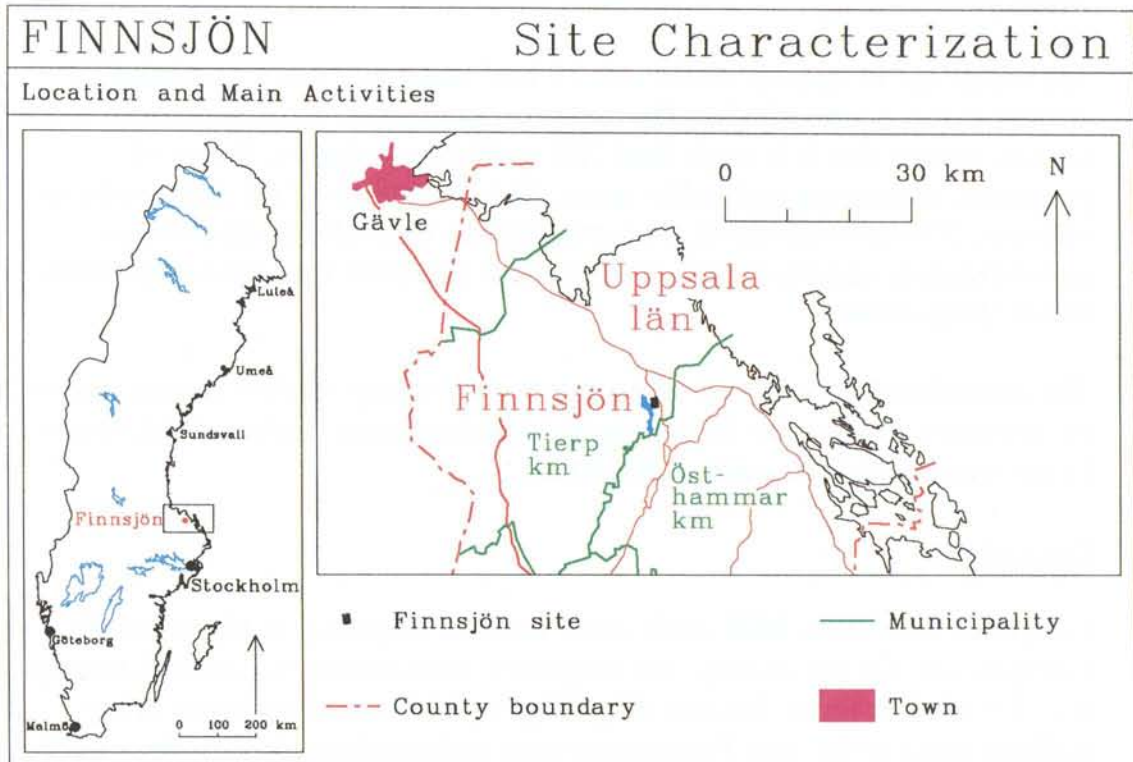 FINNSJÖN Site Characterization
Location and Main Activities
Luleå
Umeå
Sundsvall
Finnsjön
Stockholm
Göteborg
Malmö
0 100 200 km
Gävle
0 30 km
N
Uppsala
län
Finnsjön
Tierp
km
Öst-
hammar
km
Finnsjön site
Municipality
County boundary
Town